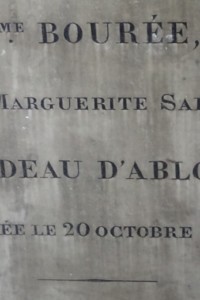 ME BOURÉE,
MARGUERITE SA
DEAU D'ABLO
ÉE LE 20 OCTOBRE